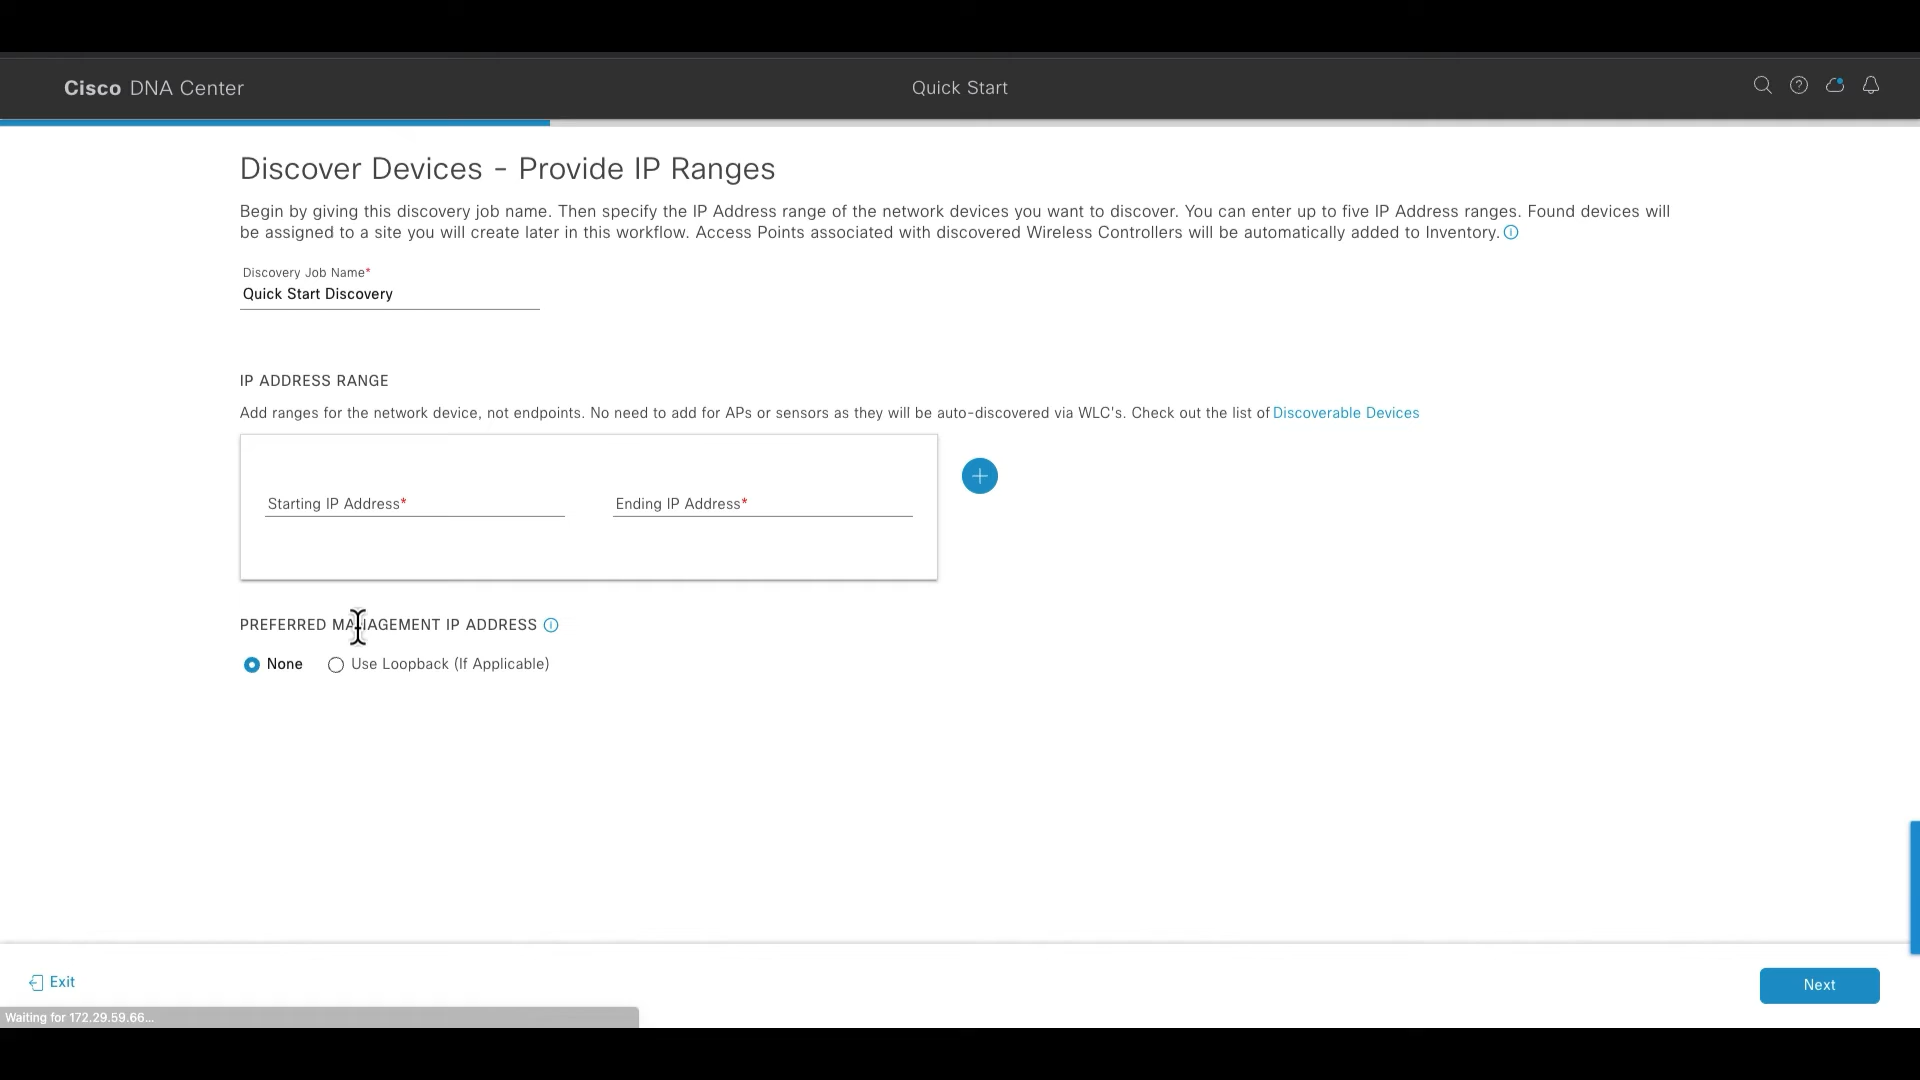 Cisco DNA Center
Quick Start
Discover Devices - Provide IP Ranges
Begin by giving this discovery job name. Then specify the IP Address range of the network devices you want to discover. You can enter up to five IP Address ranges. Found devices will
be assigned to a site you will create later in this workflow. Access Points associated with discovered Wireless Controllers will be automatically added to Inventory.
Discovery Job Name*
Quick Start Discovery
IP ADDRESS RANGE
Add ranges for the network device, not endpoints. No need to add for APs or sensors as they will be auto-discovered via WLC's. Check out the list of Discoverable Devices
Starting IP Address* Ending IP Address*
PREFERRED MANAGEMENT IP ADDRESS
None Use Loopback (If Applicable)
Exit
Next
Waiting for 172.29.59.66...